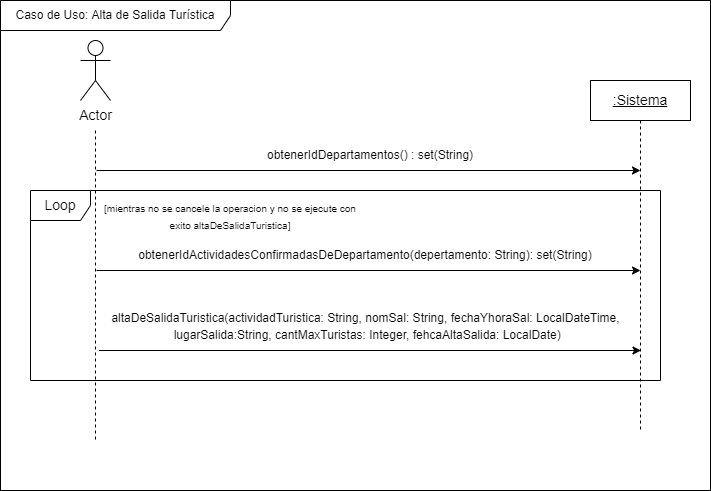 Caso de Uso: Alta de Salida Turística
Actor
:Sistema
obtenerIdDepartamentos() : set(String)
Loop
[mientras no se cancele la operacion y no se ejecute con
exito altaDeSalidaTuristica]
obtenerIdActividadesConfirmadasDeDepartamento(depertamento: String): set(String)
altaDeSalidaTuristica(actividadTuristica: String, nomSal: String, fechaYhoraSal: LocalDateTime,
lugarSalida:String, cantMaxTuristas: Integer, fehcaAltaSalida: LocalDate)